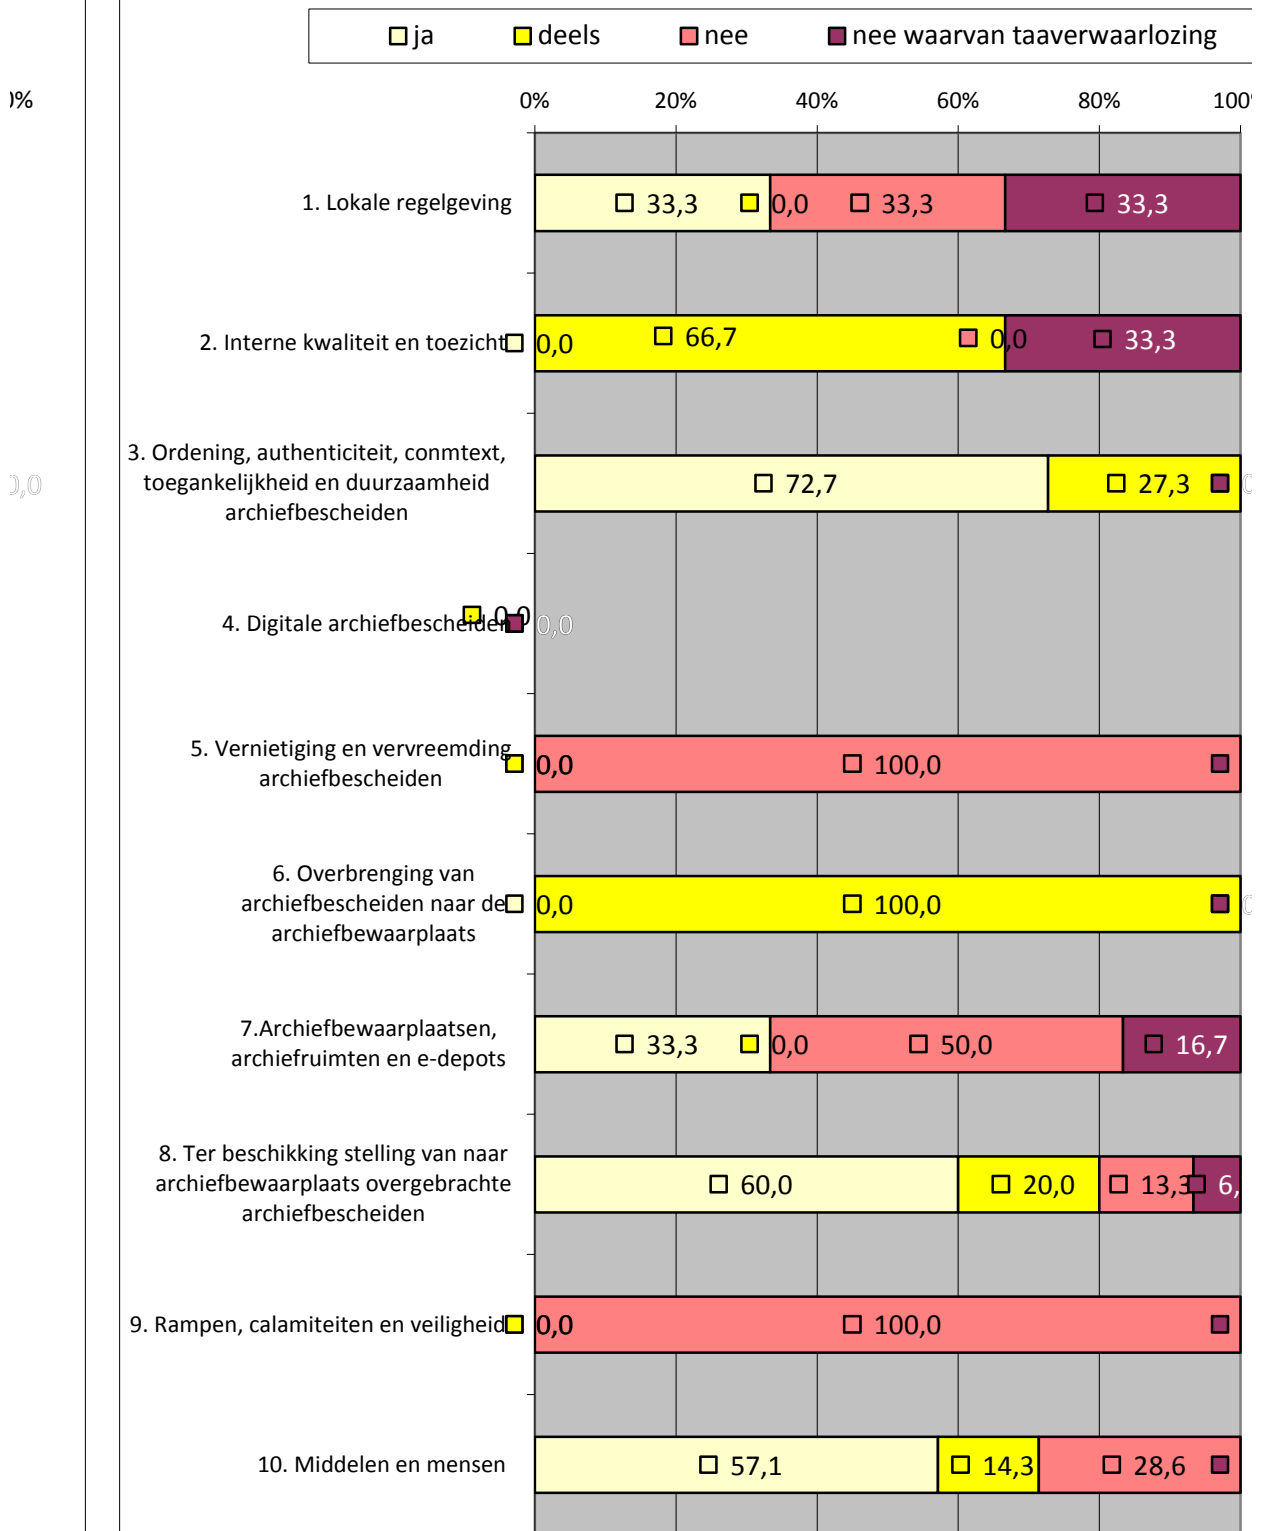 ja deels nee nee waarvan taaverwaarlozing
0% 20% 40% 60% 80%
1. Lokale regelgeving
33,3 0,0 33,3 33,3
2. Interne kwaliteit en toezicht
0,0 66,7 0,0 33,3
3. Ordening, authenticiteit, conmtext,
toegankelijkheid en duurzaamheid
archiefbescheiden
72,7 27,3
4. Digitale archiefbescheiden
0,0 0,0
5. Vernietiging en vervreemding
archiefbescheiden
0,0 100,0
6. Overbrenging van
archiefbescheiden naar de
archiefbewaarplaats
0,0 100,0
7.Archiefbewaarplaatsen,
archiefruimten en e-depots
33,3 0,0 50,0 16,7
8. Ter beschikking stelling van naar
archiefbewaarplaats overgebrachte
archiefbescheiden
60,0 20,0 13,3 6,
9. Rampen, calamiteiten en veiligheid
0,0 100,0
10. Middelen en mensen
57,1 14,3 28,6